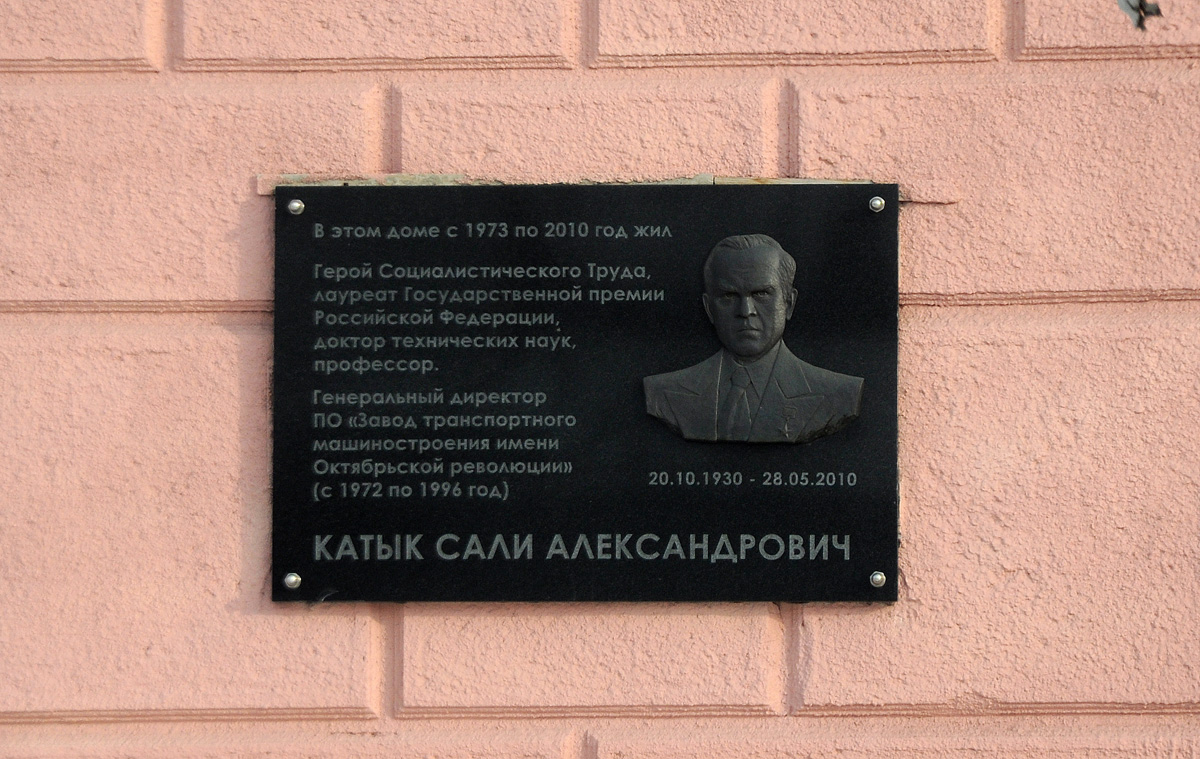 В этом доме с 1973 по 2010 год жил
Герой Социалистического Труда,
лауреат Государственной премии
Российской Федерации,
доктор технических наук,
профессор.
Генеральный директор
ПО «Завод транспортного
машиностроения имени
Октябрьской революции»
(с 1972 по 1996 год)
20.10.1930 - 28.05.2010
КАТЫК САЛИ АЛЕКСАНДРОВИЧ